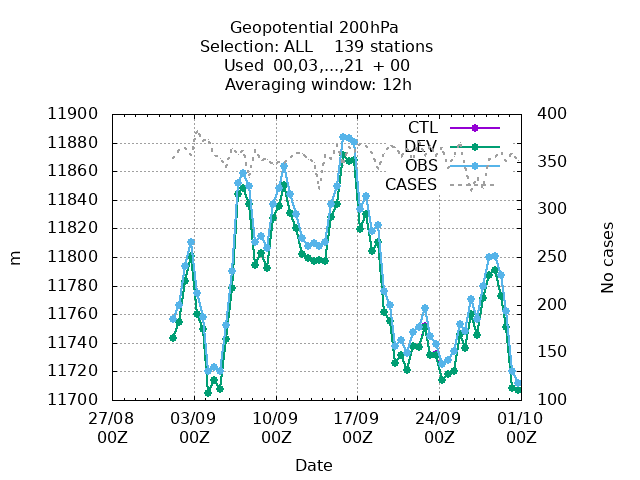 Geopotential 200hPa
Selection: ALL 139 stations
Used 00,03,...,21 + 00
Averaging window: 12h
11900
11880
11860
11840
11820
11800
11780
11760
11740
11720
11700
m
400
350
300
250
200
150
100
No cases
CTL
DEV
OBS
CASES
27/08 03/09 10/09 17/09 24/09 01/10
00Z 00Z 00Z 00Z 00Z 00Z
Date